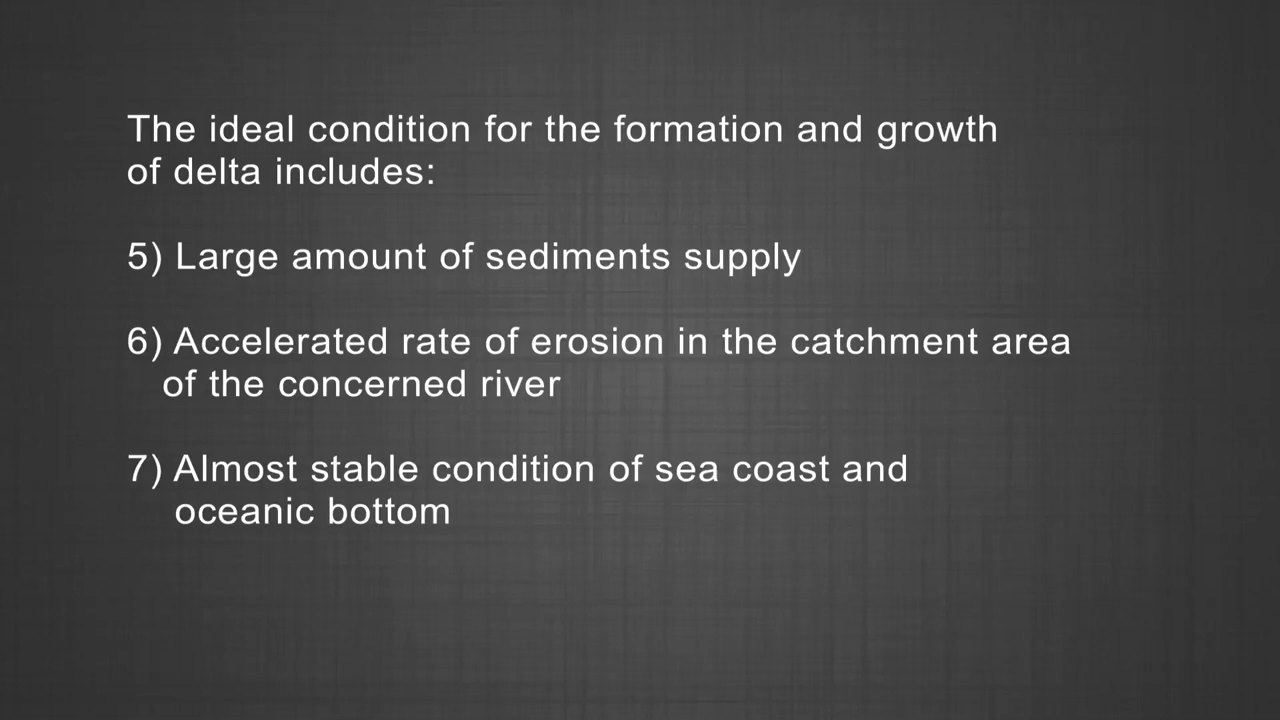 The ideal condition for the formation and growth
of delta includes:
5) Large amount of sediments supply
6) Accelerated rate of erosion in the catchment area
of the concerned river
7) Almost stable condition of sea coast and
oceanic bottom